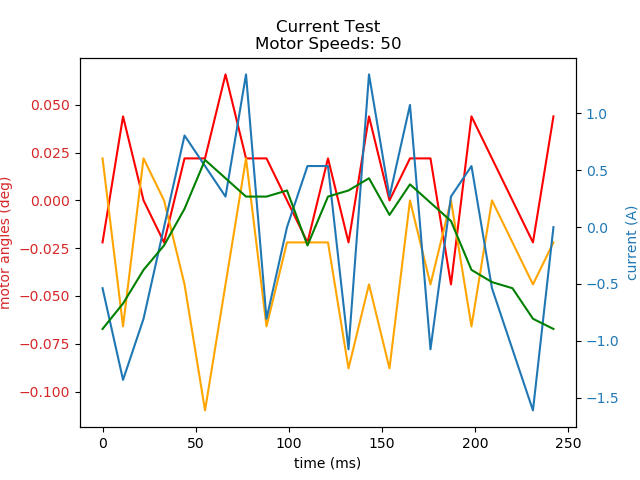 Current Test
Motor Speeds: 50
motor angles (deg)
0.050
0.025
0.000
−0.025
−0.050
−0.075
−0.100
1.0
0.5
0.0
−0.5
−1.0
−1.5
current (A)
0 50 100 150 200 250
time (ms)